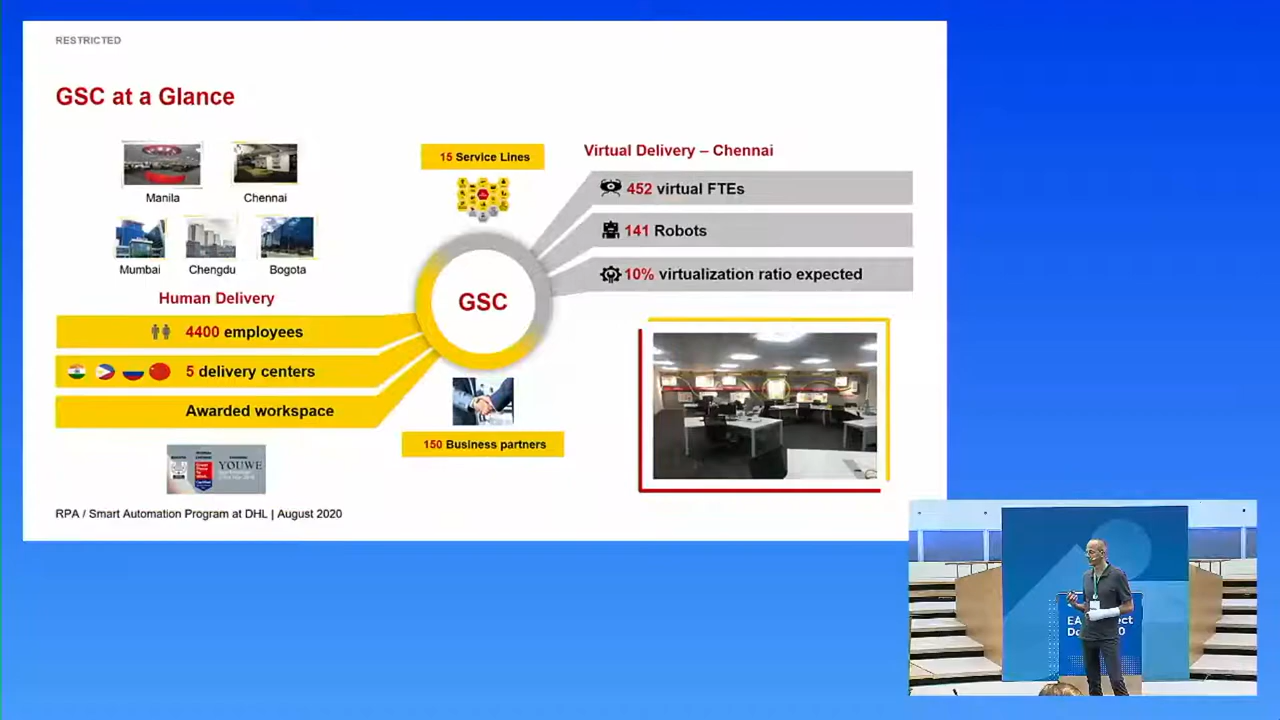 RESTRICTED
GSC at a Glance
Manila
Chennai
Mumbai
Chengdu
Bogota
Human Delivery
4400 employees
5 delivery centers
Awarded workspace
YOUWE
15 Service Lines
GSC
150 Business partners
Virtual Delivery – Chennai
452 virtual FTEs
141 Robots
10% virtualization ratio expected
RPA / Smart Automation Program at DHL | August 2020